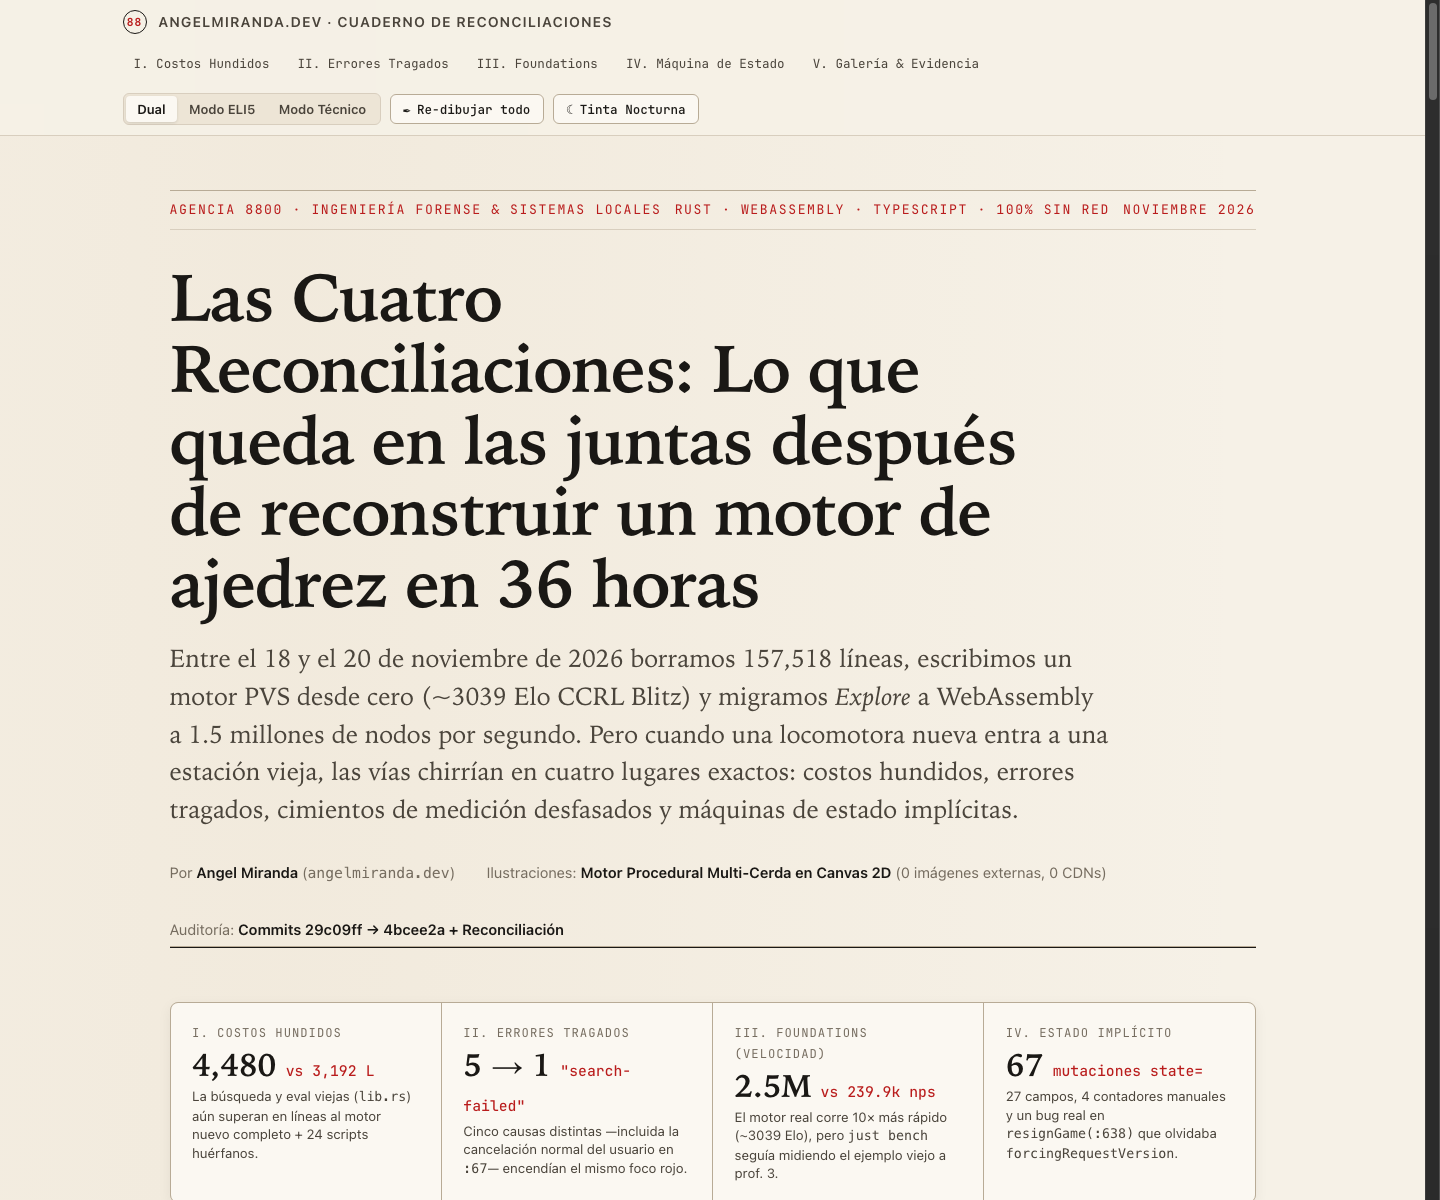 88 ANGELMIRANDA.DEV · CUADERNO DE RECONCILIACIONES
I. Costos Hundidos II. Errores Tragados III. Foundations IV. Máquina de Estado V. Galería & Evidencia
Dual Modo ELI5 Modo Técnico ✒ Re-dibujar todo ☾ Tinta Nocturna
AGENCIA 8800 · INGENIERÍA FORENSE & SISTEMAS LOCALES RUST · WEBASSEMBLY · TYPESCRIPT · 100% SIN RED NOVIEMBRE 2026
Las Cuatro
Reconciliaciones: Lo que
queda en las juntas después
de reconstruir un motor de
ajedrez en 36 horas
Entre el 18 y el 20 de noviembre de 2026 borramos 157,518 líneas, escribimos un
motor PVS desde cero (~3039 Elo CCRL Blitz) y migramos Explore a WebAssembly
a 1.5 millones de nodos por segundo. Pero cuando una locomotora nueva entra a una
estación vieja, las vías chirrían en cuatro lugares exactos: costos hundidos, errores
tragados, cimientos de medición desfasados y máquinas de estado implícitas.
Por Angel Miranda (angelmiranda.dev) Ilustraciones: Motor Procedural Multi-Cerda en Canvas 2D (0 imágenes externas, 0 CDNs)
Auditoría: Commits 29c09ff → 4bcee2a + Reconciliación
I. COSTOS HUNDIDOS
4,480 vs 3,192 L
La búsqueda y eval viejas (lib.rs)
aún superan en líneas al motor
nuevo completo + 24 scripts
huérfanos.
II. ERRORES TRAGADOS
5 → 1 "search-
failed"
Cinco causas distintas —incluida la
cancelación normal del usuario en
:67— encendían el mismo foco rojo.
III. FOUNDATIONS
(VELOCIDAD)
2.5M vs 239.9k nps
El motor real corre 10× más rápido
(~3039 Elo), pero just bench
seguía midiendo el ejemplo viejo a
prof. 3.
IV. ESTADO IMPLÍCITO
67 mutaciones state=
27 campos, 4 contadores manuales
y un bug real en
resignGame(:638) que olvidaba
forcingRequestVersion.